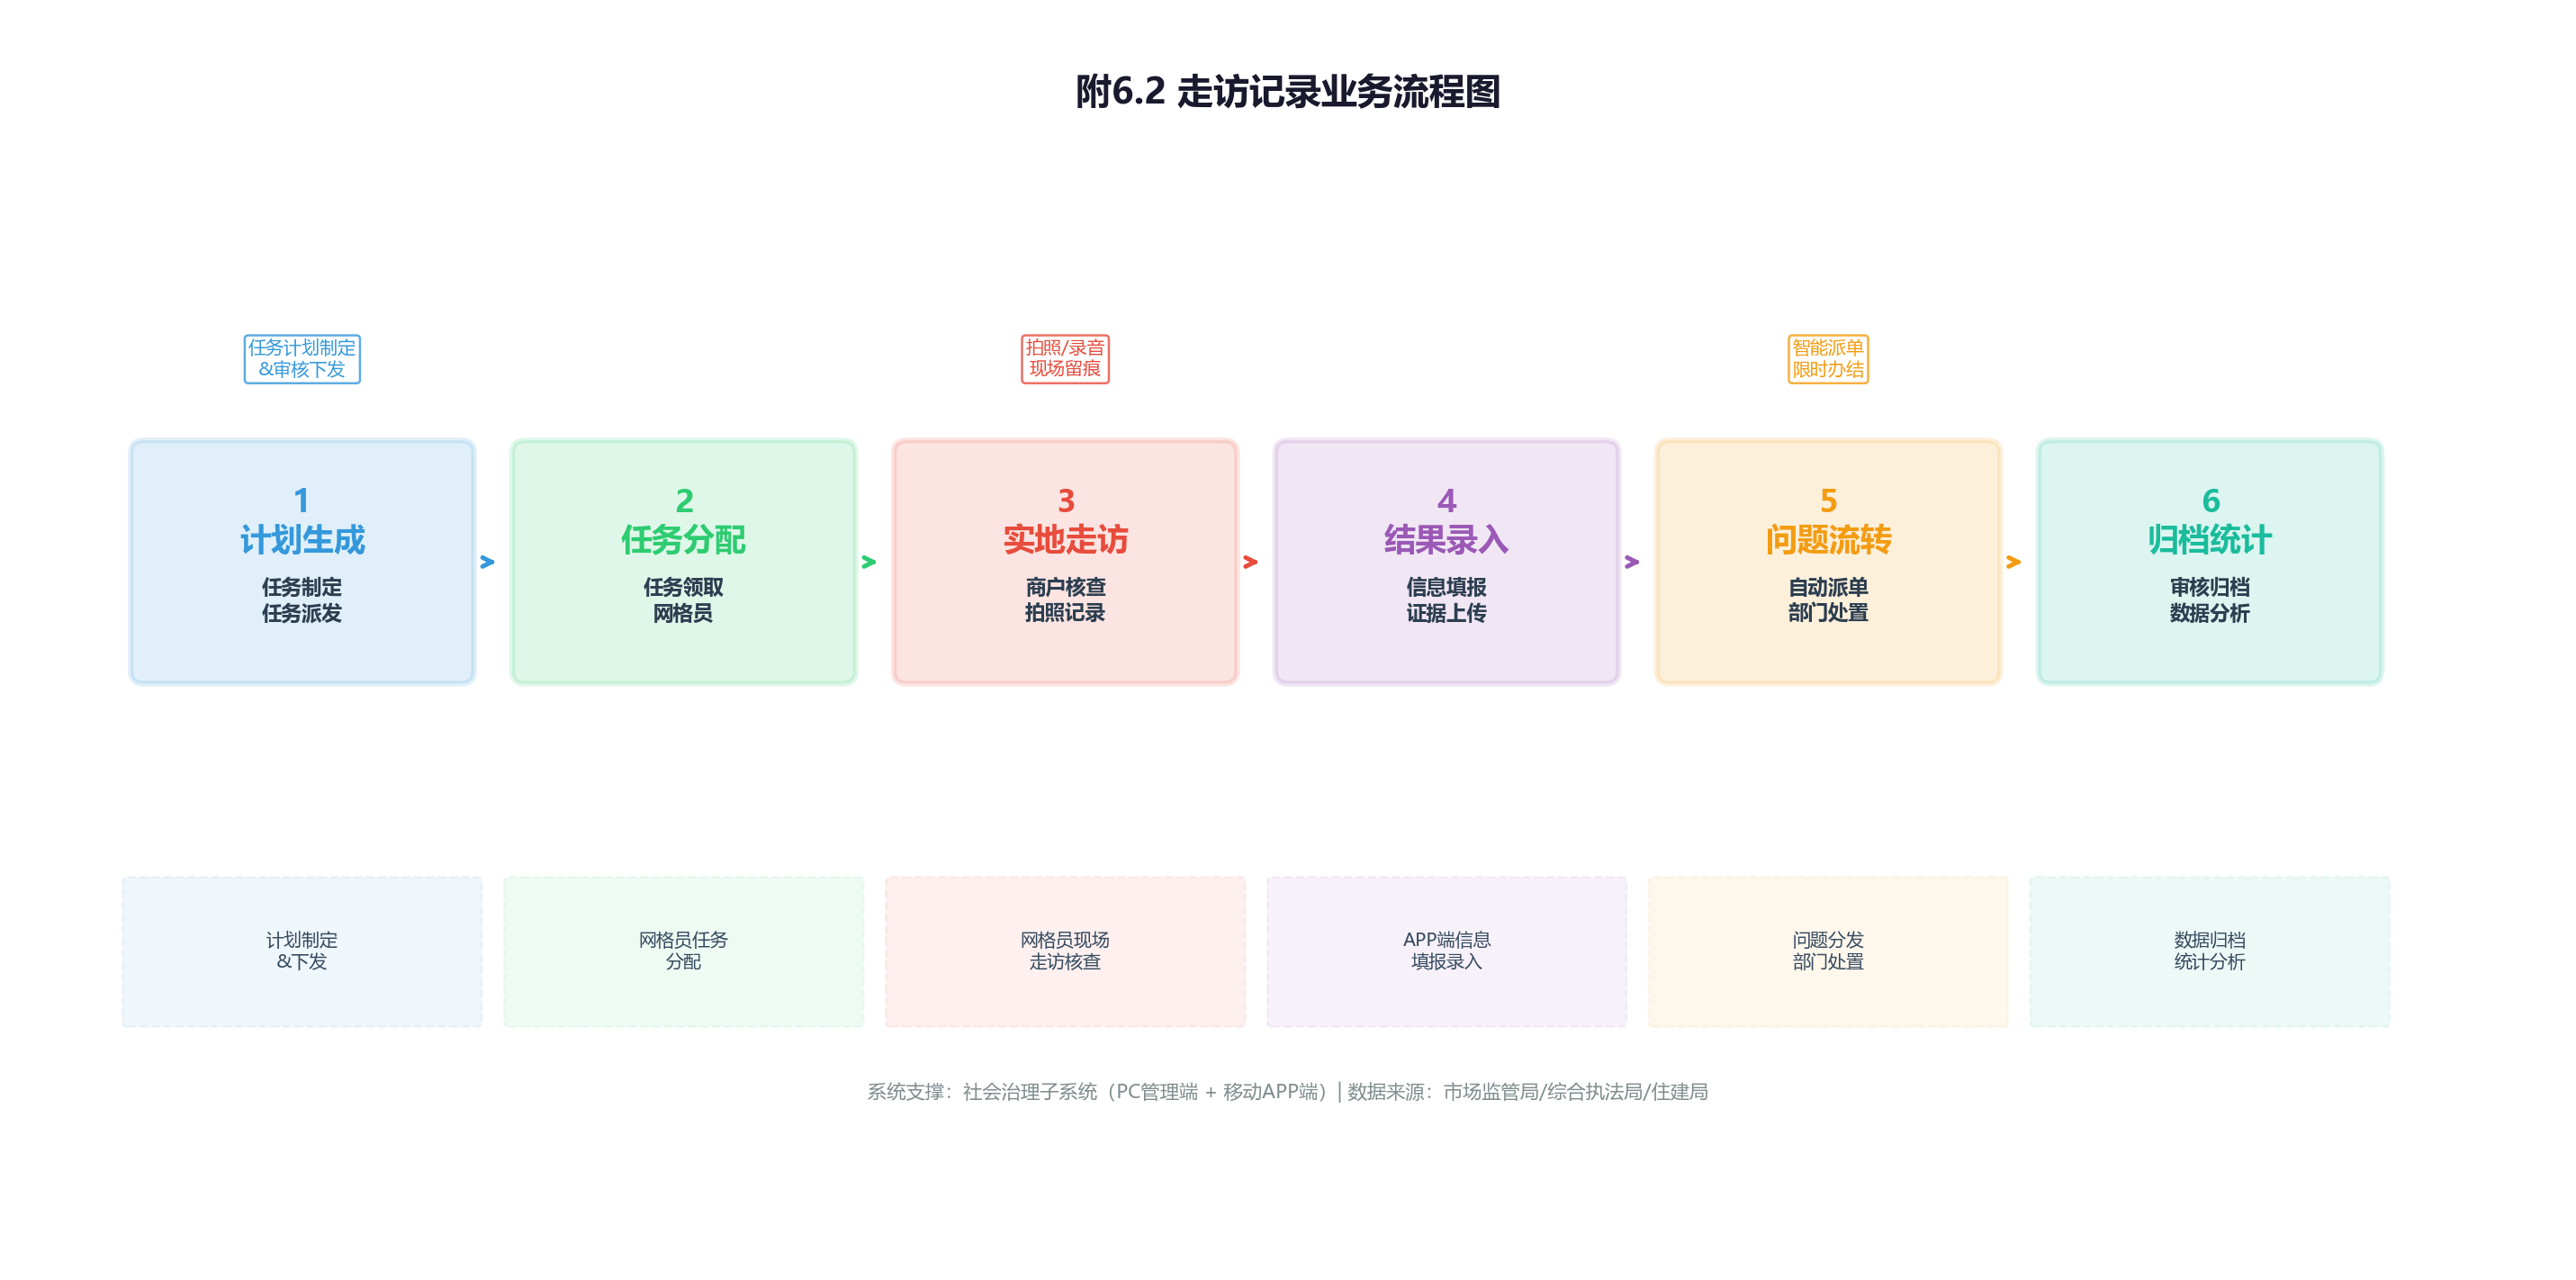 附6.2 走访记录业务流程图
任务计划制定
&审核下发
拍照/录音
现场留痕
智能派单
限时办结
1
计划生成
任务制定
任务派发
2
任务分配
任务领取
网格员
3
实地走访
商户核查
拍照记录
4
结果录入
信息填报
证据上传
5
问题流转
自动派单
部门处置
6
归档统计
审核归档
数据分析
计划制定
&下发
网格员任务
分配
网格员现场
走访核查
APP端信息
填报录入
问题分发
部门处置
数据归档
统计分析
系统支撑：社会治理子系统（PC管理端 + 移动APP端）| 数据来源：市场监管局/综合执法局/住建局